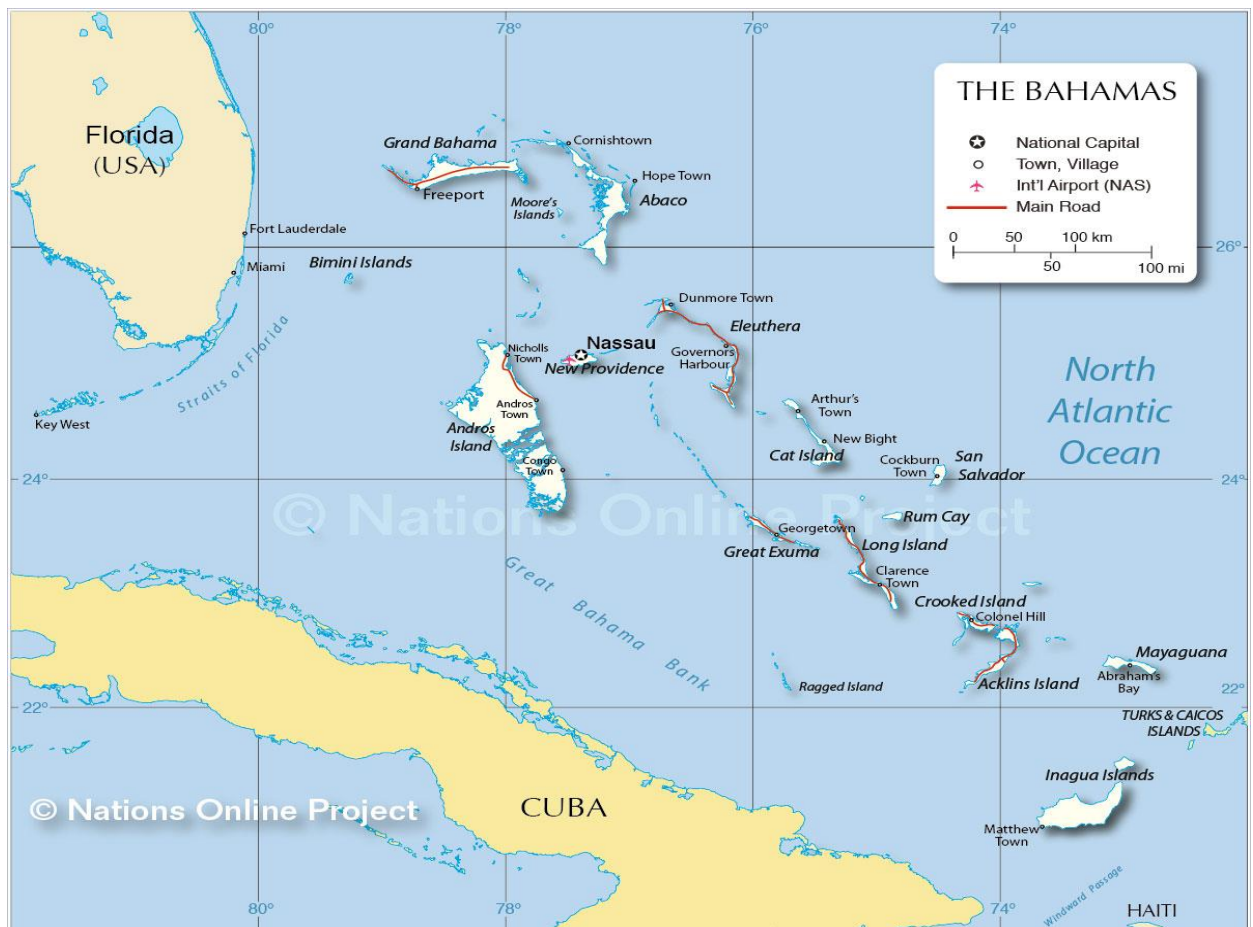 80°
78°
76°
74°
THE BAHAMAS
National Capital
Town, Village
Int'l Airport (NAS)
Main Road
0 50 100 km
50 100 mi
Florida
(USA)
Grand Bahama
Cornishtown
Freeport
Moore's
Islands
Hope Town
Abaco
Fort Lauderdale
26°
Miami
Bimini Islands
Straits of Florida
Key West
Dunmore Town
Eleuthera
Governors
Harbour
Nassau
New Providence
Nicholls
Town
Andros
Town
Andros
Island
Congo
Town
North
Atlantic
Ocean
Arthur's
Town
New Bight
Cat Island
Cockburn
Town
San
Salvador
24°
24°
© Nations Online Project
Rum Cay
Georgetown
Great Exuma
Long Island
Clarence
Town
Great Bahama Bank
Crooked Island
Colonel Hill
Acklins Island
Ragged Island
Mayaguana
Abraham's
Bay
22°
22°
TURKS & CAICOS
ISLANDS
Inagua Islands
Matthew
Town
© Nations Online Project
CUBA
Windward Passage
HAITI
80°
78°
74°